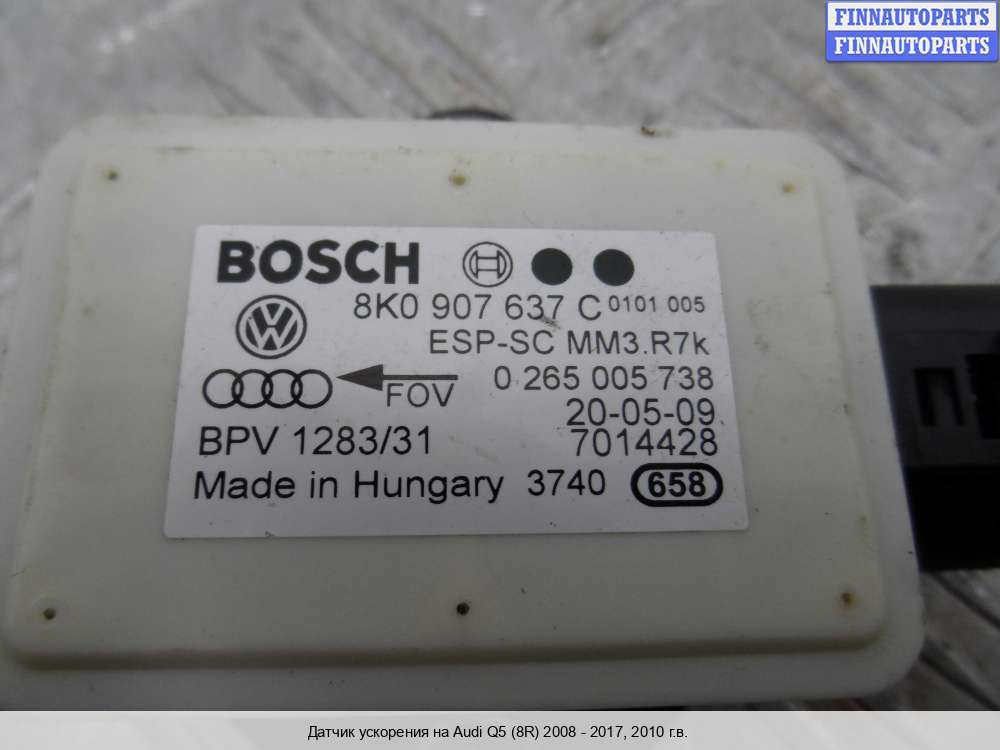 FINNAUTOPARTS
FINNAUTOPARTS
BOSCH
8K0 907 637 C 0101 005
ESP-SC MM3.R7k
FOV 0 265 005 738
20-05-09
BPV 1283/31 7014428
Made in Hungary 3740 658
Датчик ускорения на Audi Q5 (8R) 2008 - 2017, 2010 г.в.